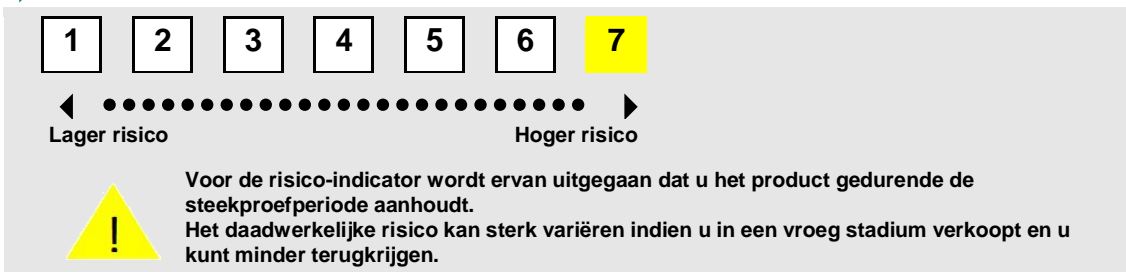 1 2 3 4 5 6 7
Lager risico Hoger risico
!
Voor de risico-indicator wordt ervan uitgegaan dat u het product gedurende de
steekproefperiode aanhoudt.
Het daadwerkelijke risico kan sterk variëren indien u in een vroeg stadium verkoopt en u
kunt minder terugkrijgen.